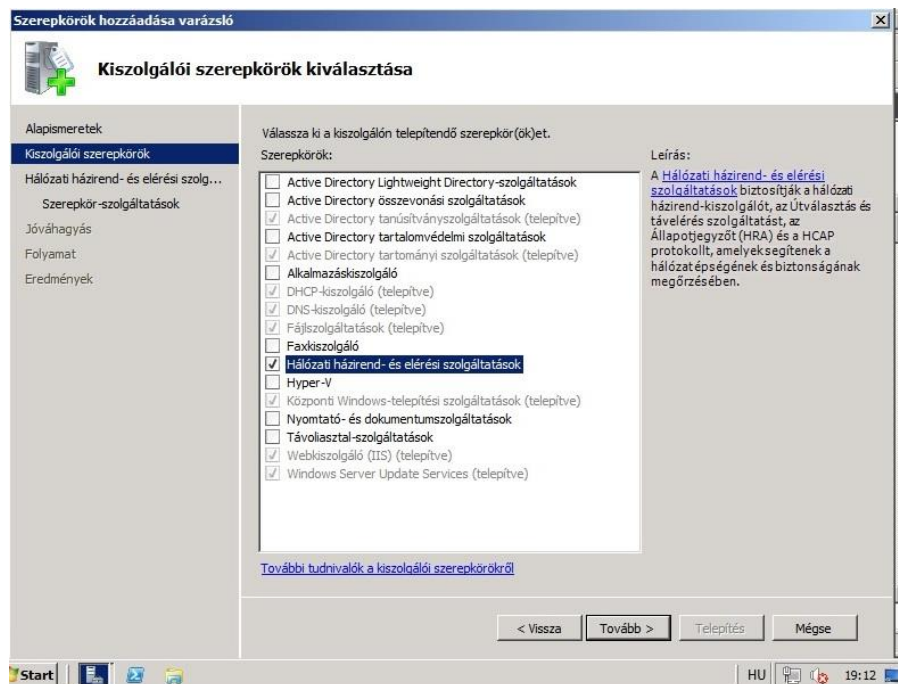 Szerepkörök hozzáadása varázsló
Kiszolgálói szerepkörök kiválasztása
Alapismeretek
Kiszolgálói szerepkörök
Hálózati házirend- és elérési szolg...
Szerepkör-szolgáltatások
Jóváhagyás
Folyamat
Eredmények
Válassza ki a kiszolgálón telepítendő szerepkör(ök)et.
Szerepkörök:
Active Directory Lightweight Directory-szolgáltatások
Active Directory összevonási szolgáltatások
Active Directory tanúsítványszolgáltatások (telepítve)
Active Directory tartalomvédelmi szolgáltatások
Active Directory tartományi szolgáltatások (telepítve)
Alkalmazáskiszolgáló
DHCP-kiszolgáló (telepítve)
DNS-kiszolgáló (telepítve)
Fájlszolgáltatások (telepítve)
Faxkiszolgáló
Hálózati házirend- és elérési szolgáltatások
Hyper-V
Központi Windows-telepítési szolgáltatások (telepítve)
Nyomtató- és dokumentumszolgáltatások
Távoliasztal-szolgáltatások
Webkiszolgáló (IIS) (telepítve)
Windows Server Update Services (telepítve)
További tudnivalók a kiszolgálói szerepkörökről
Leírás:
A Hálózati házirend- és elérési
szolgáltatások biztosítják a hálózati
házirend-kiszolgálót, az Útválasztás és
távelérés szolgáltatást, az
Állapotjegyzőt (HRA) és a HCAP
protokollt, amelyek segítenek a
hálózat épségének és biztonságának
megőrzésében.
< Vissza
Tovább >
Telepítés
Mégse
Start
HU
19:12